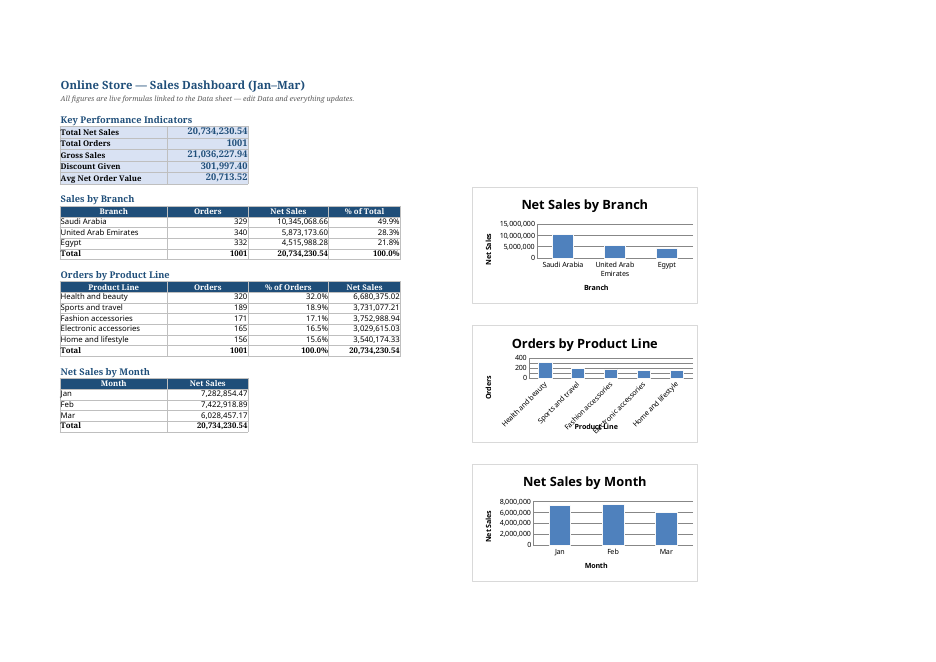 Online Store — Sales Dashboard (Jan–Mar)
All figures are live formulas linked to the Data sheet — edit Data and everything updates.
Key Performance Indicators
Total Net Sales 20,734,230.54
Total Orders 1001
Gross Sales 21,036,227.94
Discount Given 301,997.40
Avg Net Order Value 20,713.52
Sales by Branch
Branch Orders Net Sales % of Total
Saudi Arabia 329 10,345,068.66 49.9%
United Arab Emirates 340 5,873,173.60 28.3%
Egypt 332 4,515,988.28 21.8%
Total 1001 20,734,230.54 100.0%
Orders by Product Line
Product Line Orders % of Orders Net Sales
Health and beauty 320 32.0% 6,680,375.02
Sports and travel 189 18.9% 3,731,077.21
Fashion accessories 171 17.1% 3,752,988.94
Electronic accessories 165 16.5% 3,029,615.03
Home and lifestyle 156 15.6% 3,540,174.33
Total 1001 100.0% 20,734,230.54
Net Sales by Month
Month Net Sales
Jan 7,282,854.47
Feb 7,422,918.89
Mar 6,028,457.17
Total 20,734,230.54
Net Sales by Branch
Net Sales
15,000,000
10,000,000
5,000,000
0
Saudi Arabia United Arab Emirates Egypt
Branch
Orders by Product Line
Orders
400
200
0
Health and beauty
Sports and travel
Fashion accessories
Electronic accessories
Home and lifestyle
Product Line
Net Sales by Month
Net Sales
8,000,000
6,000,000
4,000,000
2,000,000
0
Jan Feb Mar
Month